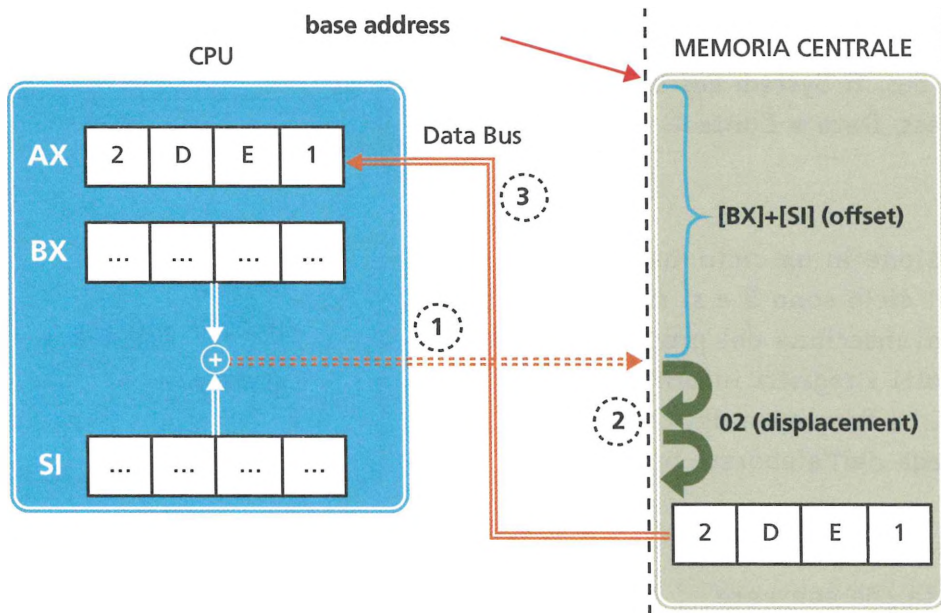 base address
CPU
MEMORIA CENTRALE
AX 2 D E 1
Data Bus
3
BX ... ... ... ...
[BX]+[SI] (offset)
1
+
2
02 (displacement)
SI ... ... ... ...
2 D E 1